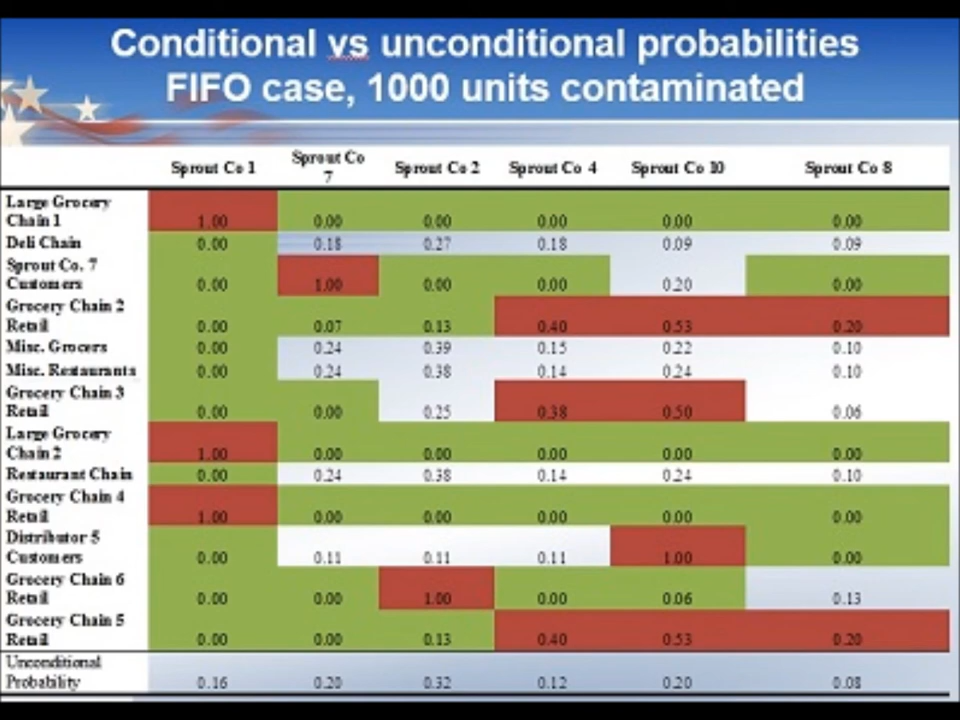 Conditional vs unconditional probabilities
FIFO case, 1000 units contaminated
Sprout Co 1 Sprout Co 7 Sprout Co 2 Sprout Co 4 Sprout Co 10 Sprout Co 8
Large Grocery Chain 1 1.00 0.00 0.00 0.00 0.00 0.00
Deli Chain 0.00 0.18 0.27 0.18 0.09 0.09
Sprout Co. 7 Customers 0.00 1.00 0.00 0.00 0.20 0.00
Grocery Chain 2 Retail 0.00 0.07 0.13 0.40 0.53 0.20
Misc. Grocers 0.00 0.24 0.39 0.15 0.22 0.10
Misc. Restaurants 0.00 0.24 0.38 0.14 0.24 0.10
Grocery Chain 3 Retail 0.00 0.00 0.25 0.38 0.50 0.06
Large Grocery Chain 2 1.00 0.00 0.00 0.00 0.00 0.00
Restaurant Chain 0.00 0.24 0.38 0.14 0.24 0.10
Grocery Chain 4 Retail 1.00 0.00 0.00 0.00 0.00 0.00
Distributor 5 Customers 0.00 0.11 0.11 0.11 1.00 0.00
Grocery Chain 6 Retail 0.00 0.00 1.00 0.00 0.06 0.13
Grocery Chain 5 Retail 0.00 0.00 0.13 0.40 0.53 0.20
Unconditional Probability 0.16 0.20 0.32 0.12 0.20 0.08